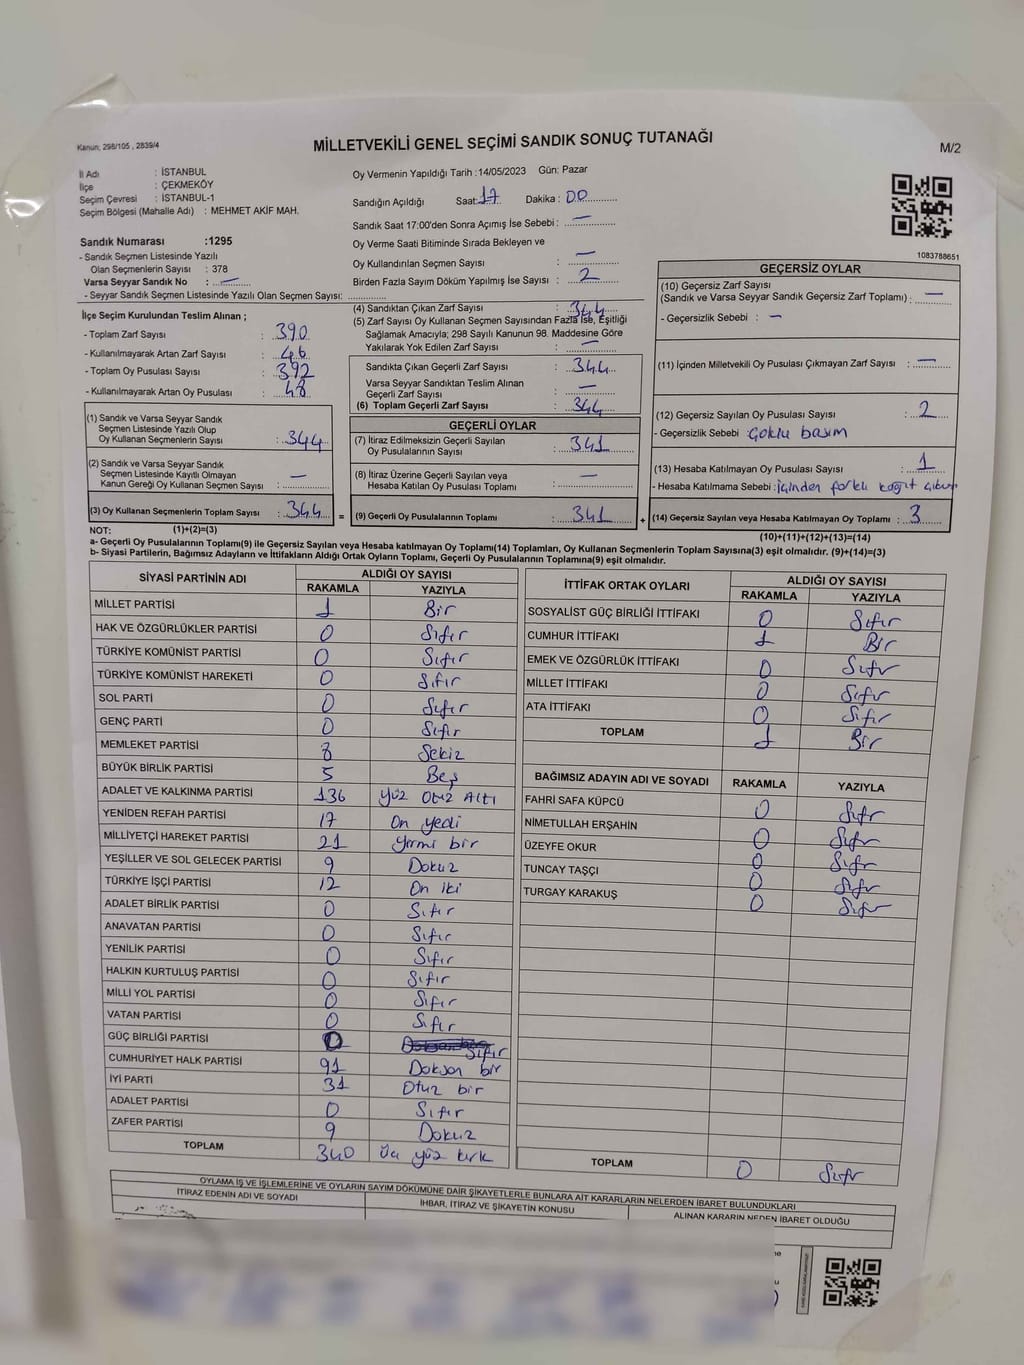 Kanun; 298/105 , 2839/4
MİLLETVEKİLİ GENEL SEÇİMİ SANDIK SONUÇ TUTANAĞI
M/2
İl Adı : İSTANBUL
İlçe : ÇEKMEKÖY
Seçim Çevresi : İSTANBUL-1
Seçim Bölgesi (Mahalle Adı) : MEHMET AKİF MAH.
Sandık Numarası :1295
- Sandık Seçmen Listesinde Yazılı
Olan Seçmenlerin Sayısı : 378
Varsa Seyyar Sandık No : —
- Seyyar Sandık Seçmen Listesinde Yazılı Olan Seçmen Sayısı:
Oy Vermenin Yapıldığı Tarih :14/05/2023 Gün: Pazar
Sandığın Açıldığı Saat: 17 Dakika : 00
Sandık Saat 17:00'den Sonra Açılmış İse Sebebi : —
Oy Verme Saati Bitiminde Sırada Bekleyen ve
Oy Kullandırılan Seçmen Sayısı : —
Birden Fazla Sayım Döküm Yapılmış İse Sayısı : 2
1083788651
İlçe Seçim Kurulundan Teslim Alınan ;
- Toplam Zarf Sayısı : 390
- Kullanılmayarak Artan Zarf Sayısı : 46
- Toplam Oy Pusulası Sayısı : 392
- Kullanılmayarak Artan Oy Pusulası : 48
(1) Sandık ve Varsa Seyyar Sandık
Seçmen Listesinde Yazılı Olup
Oy Kullanan Seçmenlerin Sayısı : 344
(2) Sandık ve Varsa Seyyar Sandık
Seçmen Listesinde Kayıtlı Olmayan
Kanun Gereği Oy Kullanan Seçmen Sayısı : —
(3) Oy Kullanan Seçmenlerin Toplam Sayısı : 344 =
(4) Sandıktan Çıkan Zarf Sayısı : 344
(5) Zarf Sayısı Oy Kullanan Seçmen Sayısından Fazla İse, Eşitliği
Sağlamak Amacıyla; 298 Sayılı Kanunun 98. Maddesine Göre
Yakılarak Yok Edilen Zarf Sayısı : —
Sandıkta Çıkan Geçerli Zarf Sayısı : 344
Varsa Seyyar Sandıktan Teslim Alınan
Geçerli Zarf Sayısı : —
(6) Toplam Geçerli Zarf Sayısı : 344
GEÇERLİ OYLAR
(7) İtiraz Edilmeksizin Geçerli Sayılan
Oy Pusulalarının Sayısı : 341
(8) İtiraz Üzerine Geçerli Sayılan veya
Hesaba Katılan Oy Pusulası Toplamı : —
(9) Geçerli Oy Pusulalarının Toplamı : 341 +
GEÇERSİZ OYLAR
(10) Geçersiz Zarf Sayısı
(Sandık ve Varsa Seyyar Sandık Geçersiz Zarf Toplamı) : —
- Geçersizlik Sebebi : —
(11) İçinden Milletvekili Oy Pusulası Çıkmayan Zarf Sayısı : —
(12) Geçersiz Sayılan Oy Pusulası Sayısı : 2
- Geçersizlik Sebebi : Çoklu basım
(13) Hesaba Katılmayan Oy Pusulası Sayısı : 1
- Hesaba Katılmama Sebebi : içinden farklı kağıt
(14) Geçersiz Sayılan veya Hesaba Katılmayan Oy Toplamı : 3
NOT: (1)+(2)=(3)
(10)+(11)+(12)+(13)=(14)
a- Geçerli Oy Pusulalarının Toplamı(9) ile Geçersiz Sayılan veya Hesaba katılmayan Oy Toplamı(14) Toplamları, Oy Kullanan Seçmenlerin Toplam Sayısına(3) eşit olmalıdır. (9)+(14)=(3)
b- Siyasi Partilerin, Bağımsız Adayların ve İttifakların Aldığı Ortak Oyların Toplamı, Geçerli Oy Pusulalarının Toplamına(9) eşit olmalıdır.
SİYASİ PARTİNİN ADI ALDIĞI OY SAYISI
RAKAMLA YAZIYLA
MİLLET PARTİSİ 1 Bir
HAK VE ÖZGÜRLÜKLER PARTİSİ 0 Sıfır
TÜRKİYE KOMÜNİST PARTİSİ 0 Sıfır
TÜRKİYE KOMÜNİST HAREKETİ 0 Sıfır
SOL PARTİ 0 Sıfır
GENÇ PARTİ 0 Sıfır
MEMLEKET PARTİSİ 8 Sekiz
BÜYÜK BİRLİK PARTİSİ 5 Beş
ADALET VE KALKINMA PARTİSİ 136 Yüz Otuz Altı
YENİDEN REFAH PARTİSİ 17 On yedi
MİLLİYETÇİ HAREKET PARTİSİ 21 Yirmi bir
YEŞİLLER VE SOL GELECEK PARTİSİ 9 Dokuz
TÜRKİYE İŞÇİ PARTİSİ 12 On iki
ADALET BİRLİK PARTİSİ 0 Sıfır
ANAVATAN PARTİSİ 0 Sıfır
YENİLİK PARTİSİ 0 Sıfır
HALKIN KURTULUŞ PARTİSİ 0 Sıfır
MİLLİ YOL PARTİSİ 0 Sıfır
VATAN PARTİSİ 0 Sıfır
GÜÇ BİRLİĞİ PARTİSİ 0 Sıfır
CUMHURİYET HALK PARTİSİ 91 Doksan bir
İYİ PARTİ 31 Otuz bir
ADALET PARTİSİ 0 Sıfır
ZAFER PARTİSİ 9 Dokuz
TOPLAM 340 Üç yüz kırk
İTTİFAK ORTAK OYLARI ALDIĞI OY SAYISI
RAKAMLA YAZIYLA
SOSYALİST GÜÇ BİRLİĞİ İTTİFAKI 0 Sıfır
CUMHUR İTTİFAKI 1 Bir
EMEK VE ÖZGÜRLÜK İTTİFAKI 0 Sıfır
MİLLET İTTİFAKI 0 Sıfır
ATA İTTİFAKI 0 Sıfır
TOPLAM 1 Bir
BAĞIMSIZ ADAYIN ADI VE SOYADI RAKAMLA YAZIYLA
FAHRİ SAFA KÜPCÜ 0 Sıfır
NİMETULLAH ERŞAHİN 0 Sıfır
ÜZEYFE OKUR 0 Sıfır
TUNCAY TAŞÇI 0 Sıfır
TURGAY KARAKUŞ 0 Sıfır
TOPLAM 0 Sıfır
OYLAMA İŞ VE İŞLEMLERİNE VE OYLARIN SAYIM DÖKÜMÜNE DAİR ŞİKAYETLERLE BUNLARA AİT KARARLARIN NELERDEN İBARET BULUNDUKLARI
İTİRAZ EDENİN ADI VE SOYADI
İHBAR, İTİRAZ VE ŞİKAYETİN KONUSU
ALINAN KARARIN NEDEN İBARET OLDUĞU